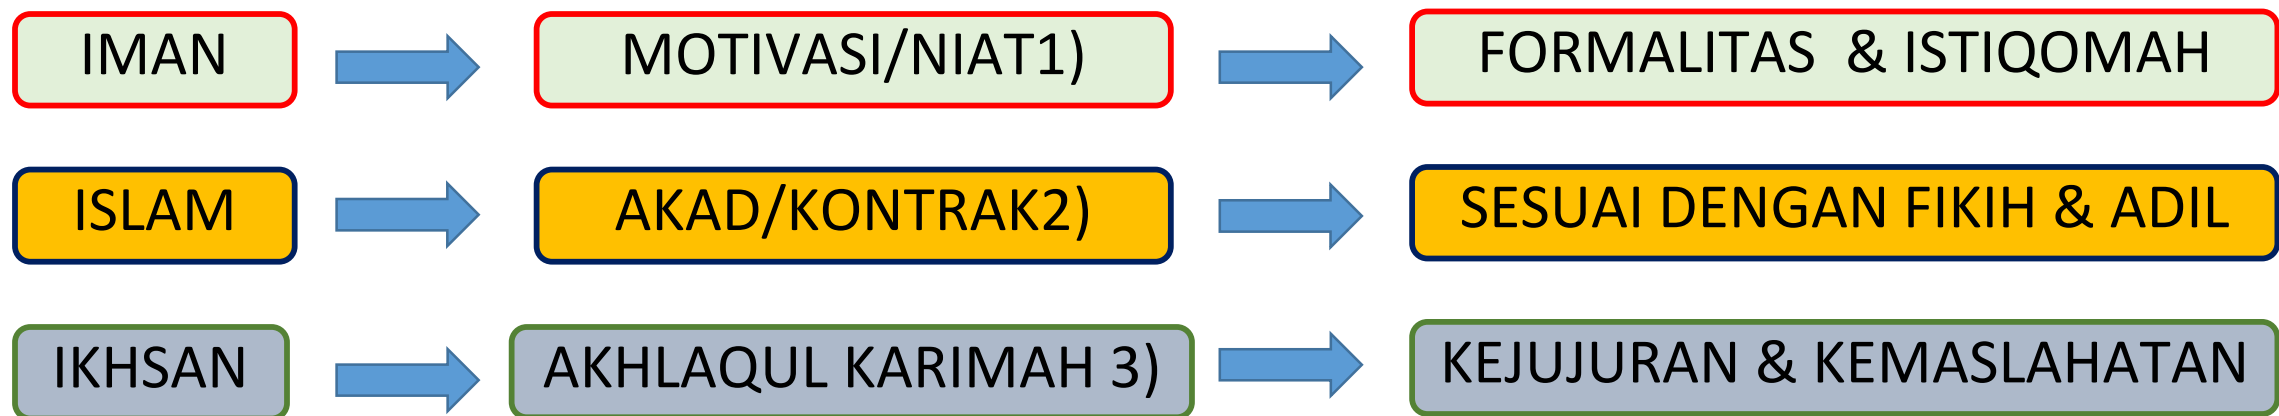 IMAN MOTIVASI/NIAT1) FORMALITAS & ISTIQOMAH
ISLAM AKAD/KONTRAK2) SESUAI DENGAN FIKIH & ADIL
IKHSAN AKHLAQUL KARIMAH 3) KEJUJURAN & KEMASLAHATAN